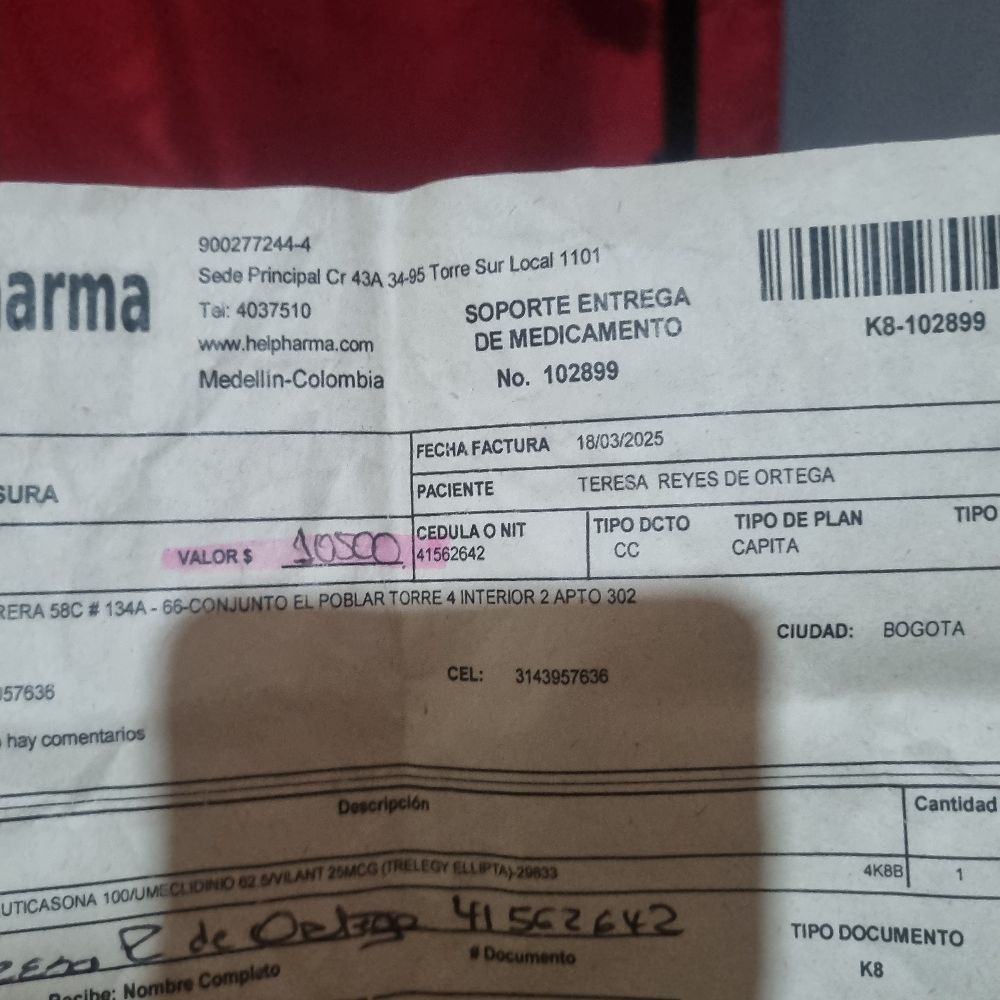 arma
900277244-4
Sede Principal Cr 43A 34-95 Torre Sur Local 1101
Tel: 4037510
www.helpharma.com
Medellin-Colombia
SOPORTE ENTREGA
DE MEDICAMENTO
No. 102899
K8-102899
FECHA FACTURA 18/03/2025
SURA
PACIENTE TERESA REYES DE ORTEGA
VALOR $ 10500
CEDULA O NIT
41562642
TIPO DCTO
CC
TIPO DE PLAN
CAPITA
TIPO
RERA 58C # 134A - 66-CONJUNTO EL POBLAR TORRE 4 INTERIOR 2 APTO 302
CIUDAD: BOGOTA
57636
CEL: 3143957636
hay comentarios
Descripción
Cantidad
UTICASONA 100/UMECLIDINIO 62.5/VILANT 25MCG (TRELEGY ELLIPTA)-29833
4K8B
1
R de Ortega 41562642
Recibe: Nombre Completo
# Documento
TIPO DOCUMENTO
K8